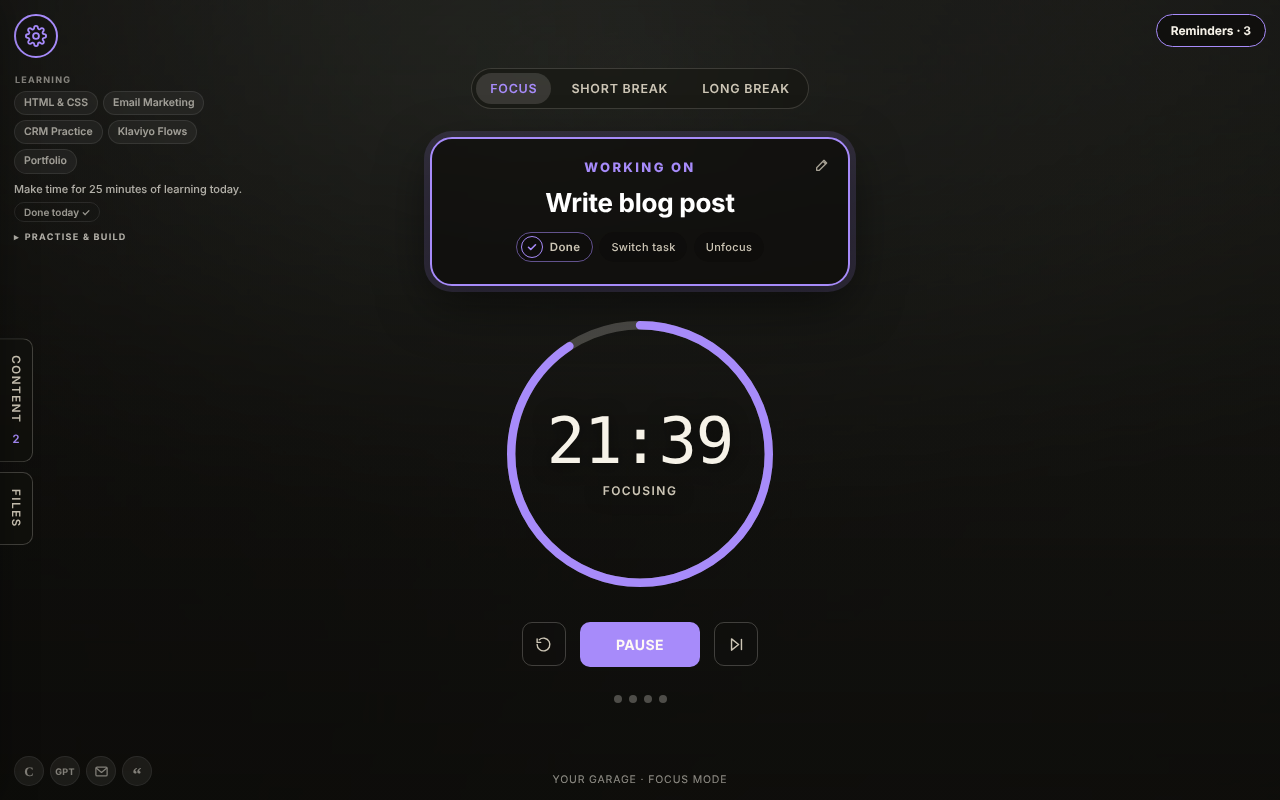 Reminders · 3
LEARNING
HTML & CSS
Email Marketing
CRM Practice
Klaviyo Flows
Portfolio
Make time for 25 minutes of learning today.
Done today ✓
▸ PRACTISE & BUILD
FOCUS
SHORT BREAK
LONG BREAK
WORKING ON
Write blog post
Done
Switch task
Unfocus
CONTENT 2
FILES
21:39
FOCUSING
PAUSE
C
GPT
“
YOUR GARAGE · FOCUS MODE